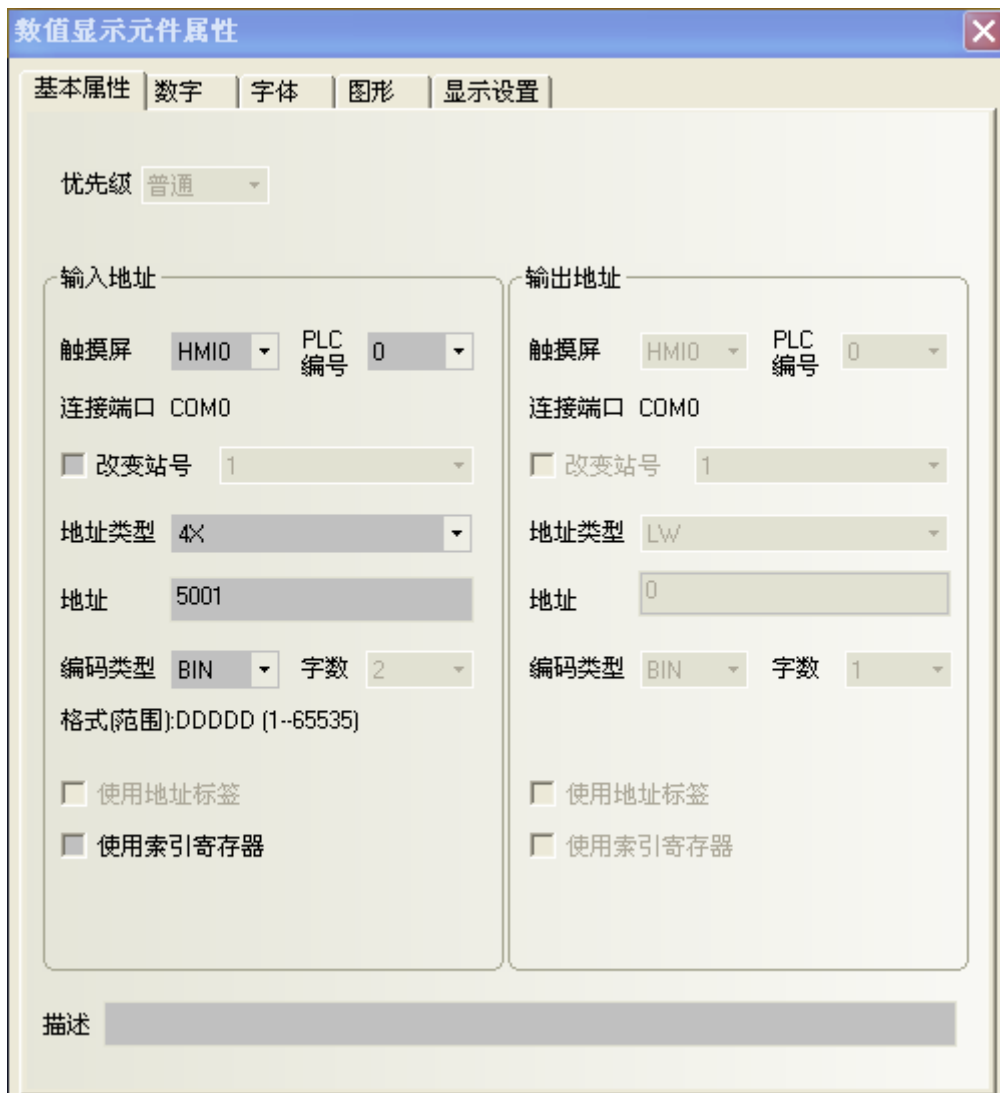 数值显示元件属性
基本属性 数字 字体 图形 显示设置
优先级 普通
输入地址
触摸屏 HMI0 PLC编号 0
连接端口 COM0
改变站号 1
地址类型 4X
地址 5001
编码类型 BIN 字数 2
格式(范围):DDDDD (1--65535)
使用地址标签
使用索引寄存器
输出地址
触摸屏 HMI0 PLC编号 0
连接端口 COM0
改变站号 1
地址类型 LW
地址 0
编码类型 BIN 字数 1
使用地址标签
使用索引寄存器
描述